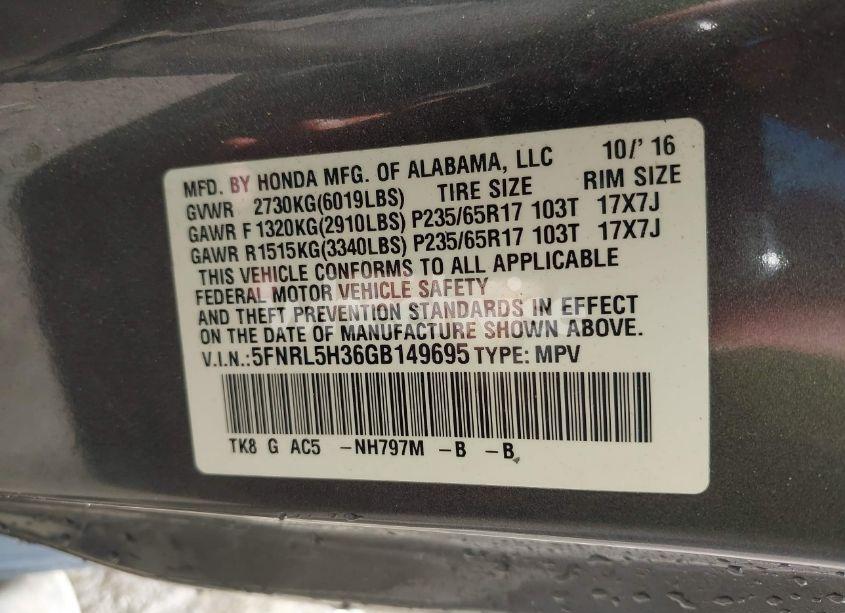 MFD. BY HONDA MFG. OF ALABAMA, LLC 10/' 16
GVWR 2730KG(6019LBS) TIRE SIZE RIM SIZE
GAWR F 1320KG(2910LBS) P235/65R17 103T 17X7J
GAWR R1515KG(3340LBS) P235/65R17 103T 17X7J
THIS VEHICLE CONFORMS TO ALL APPLICABLE
FEDERAL MOTOR VEHICLE SAFETY
AND THEFT PREVENTION STANDARDS IN EFFECT
ON THE DATE OF MANUFACTURE SHOWN ABOVE.
V.I.N.:5FNRL5H36GB149695 TYPE: MPV
TK8 G AC5 -NH797M -B -B